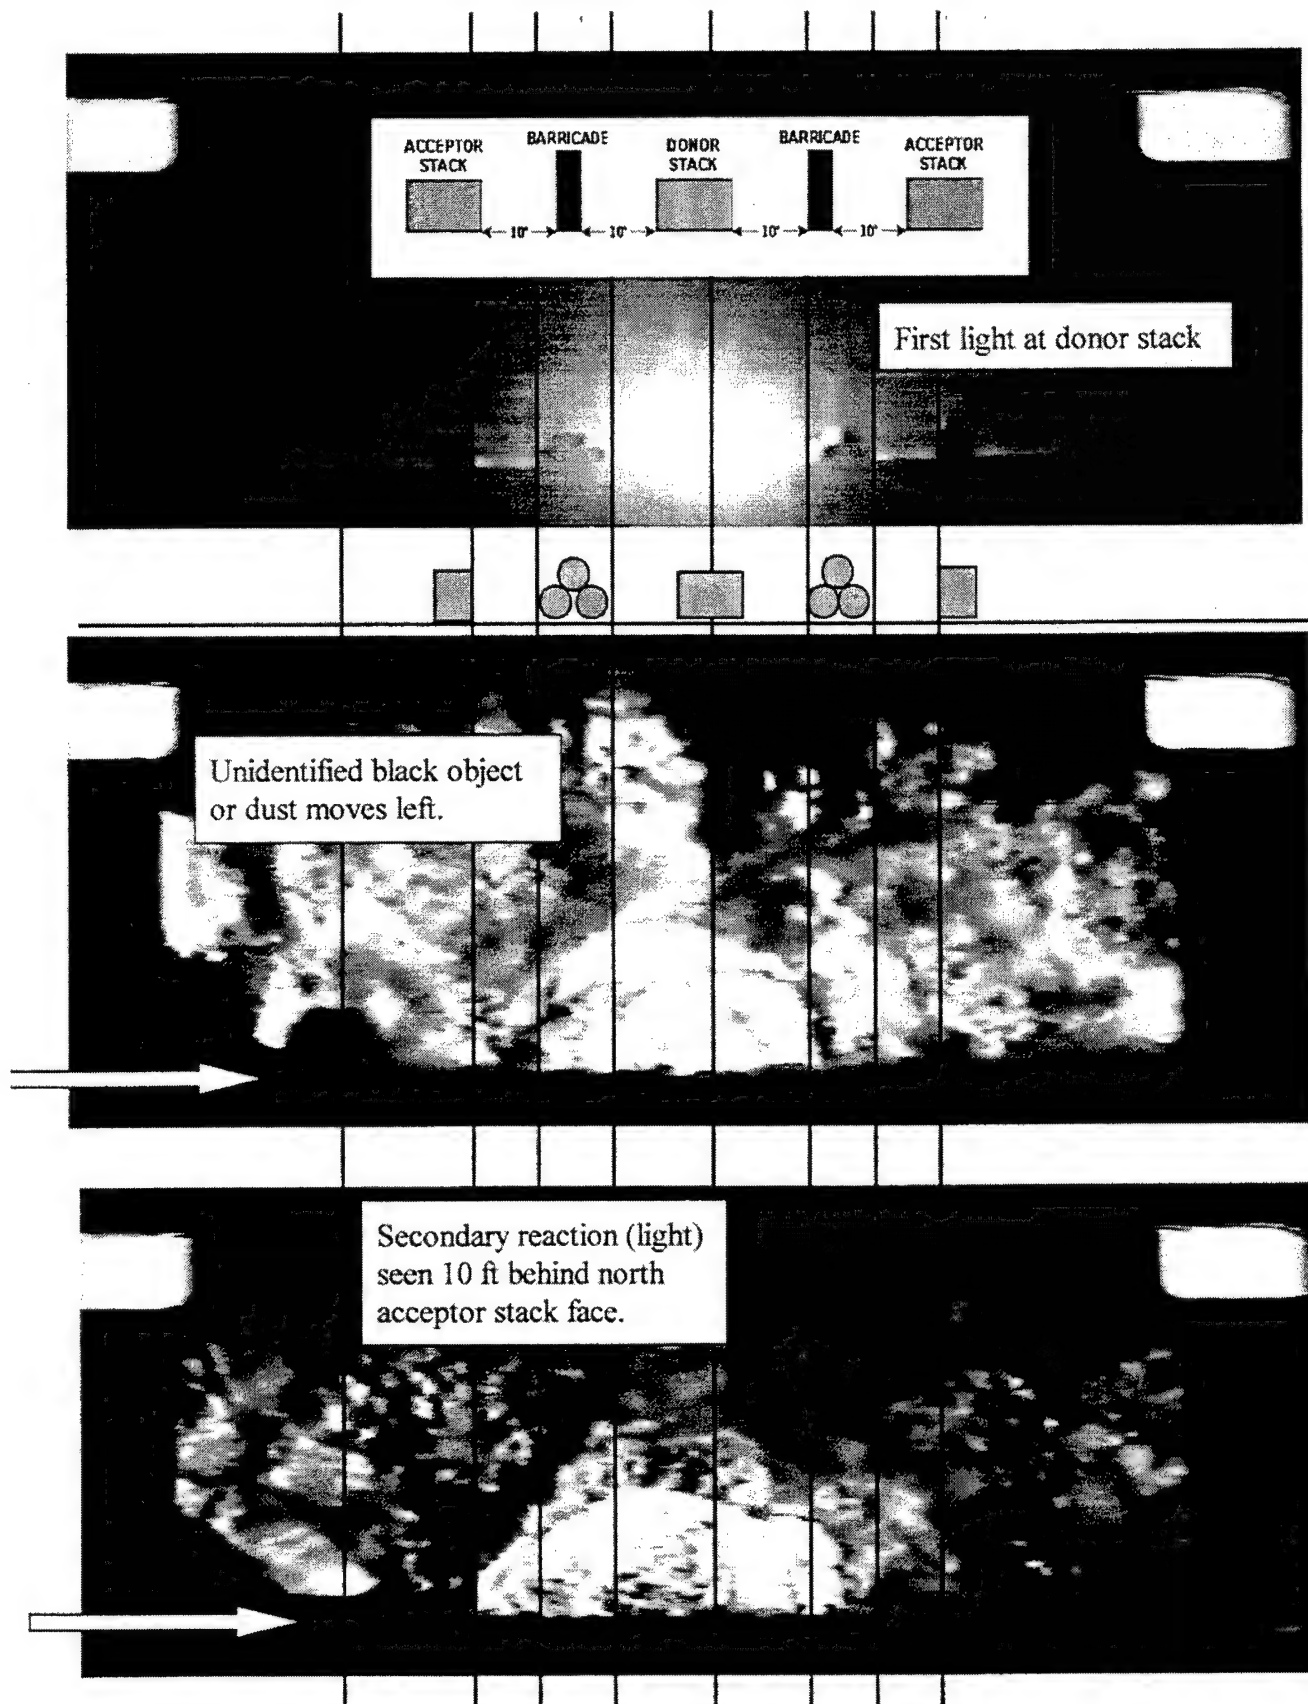 ACCEPTOR
STACK
BARRICADE
DONOR
STACK
BARRICADE
ACCEPTOR
STACK
10'
10'
10'
10'
First light at donor stack
Unidentified black object
or dust moves left.
Secondary reaction (light)
seen 10 ft behind north
acceptor stack face.